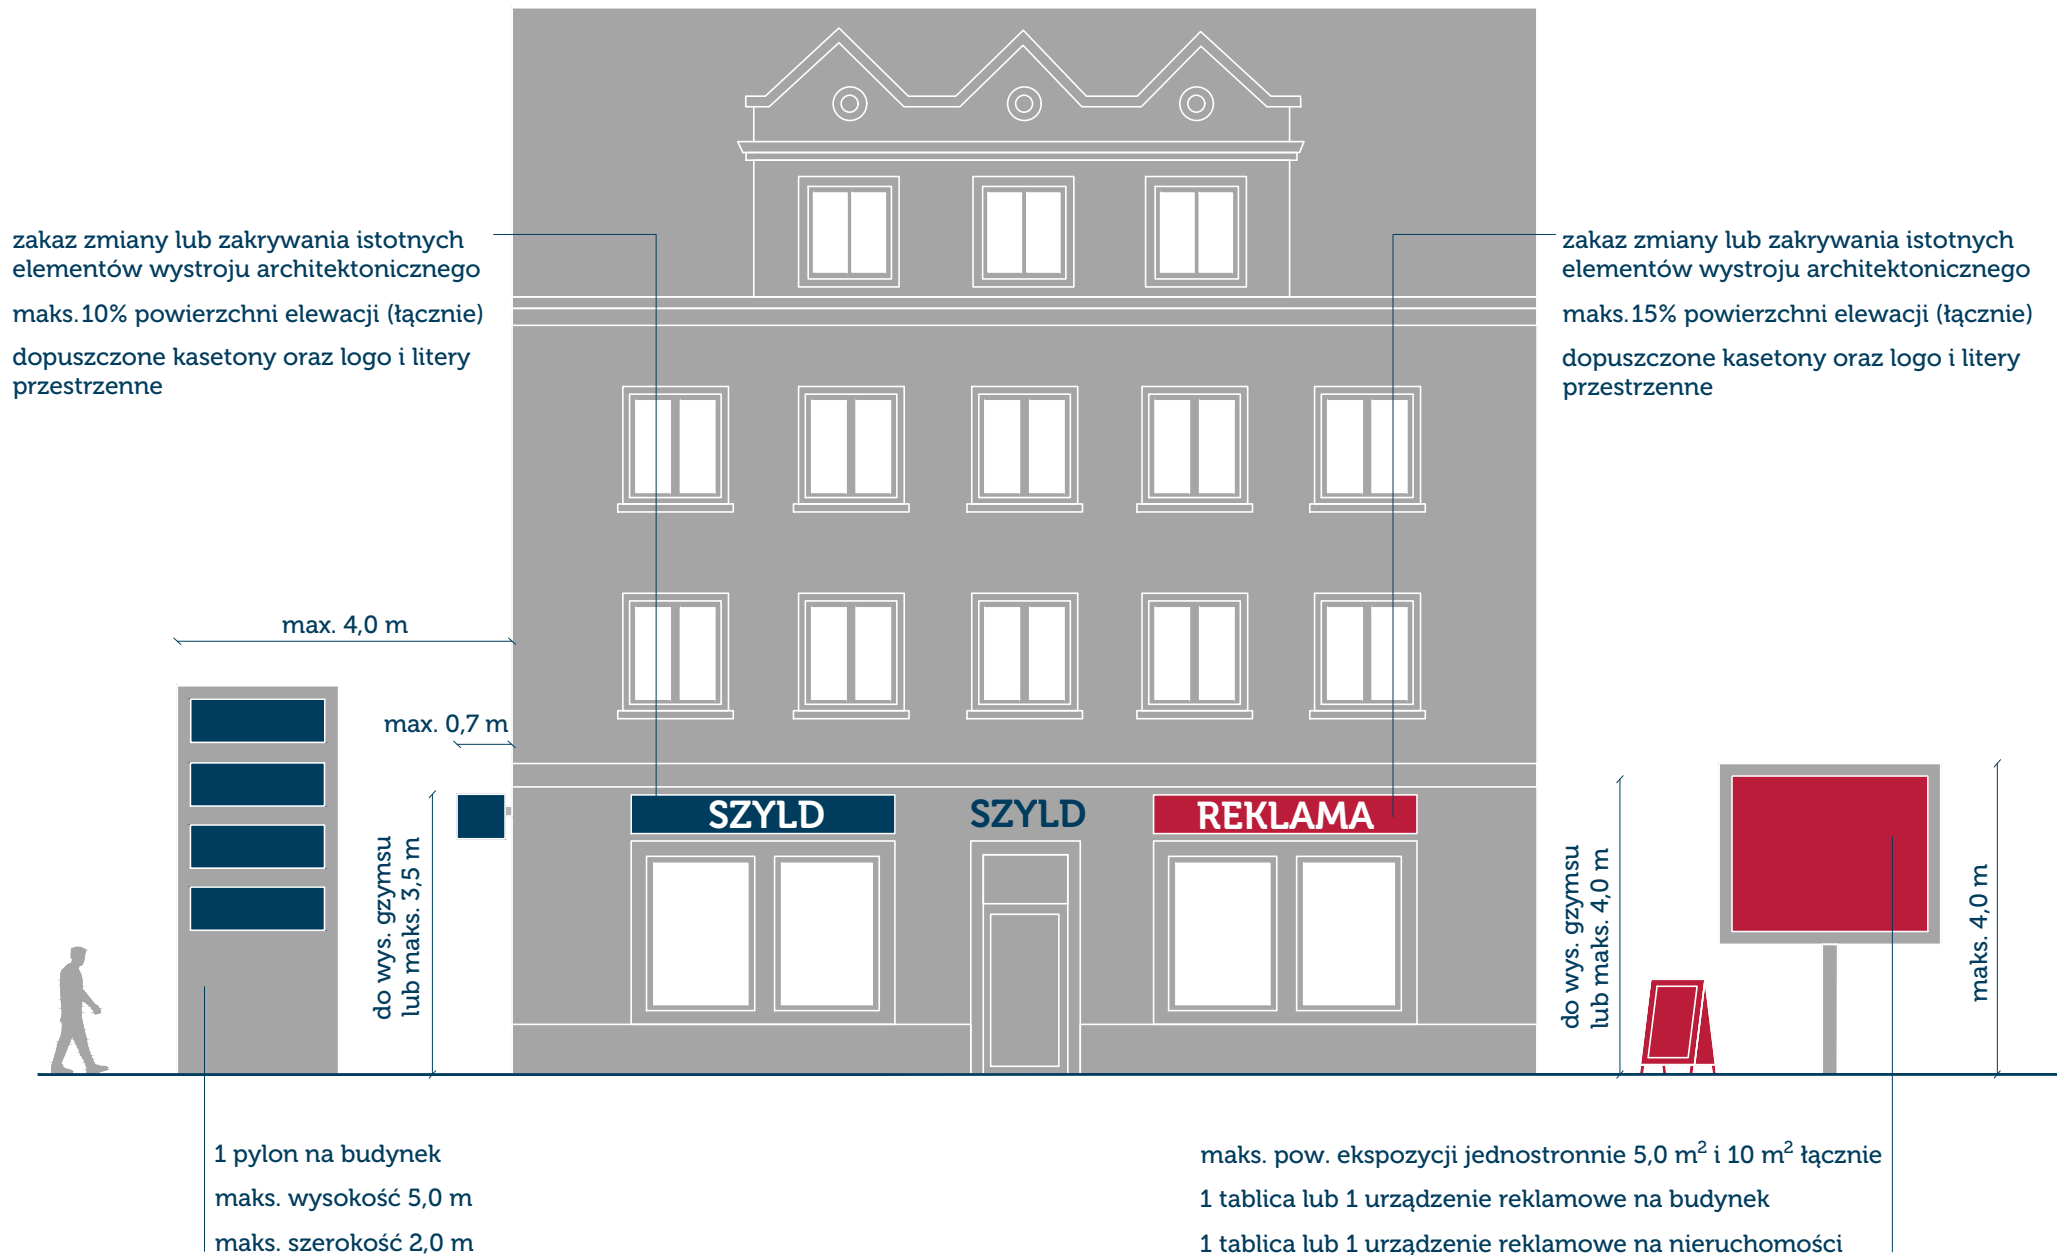 zakaz zmiany lub zakrywania istotnych
elementów wystroju architektonicznego
maks.10% powierzchni elewacji (łącznie)
dopuszczone kasetony oraz logo i litery
przestrzenne
zakaz zmiany lub zakrywania istotnych
elementów wystroju architektonicznego
maks.15% powierzchni elewacji (łącznie)
dopuszczone kasetony oraz logo i litery
przestrzenne
max. 4,0 m
max. 0,7 m
do wys. gzymsu
lub maks. 3,5 m
SZYLD
SZYLD
REKLAMA
do wys. gzymsu
lub maks. 4,0 m
maks. 4,0 m
1 pylon na budynek
maks. wysokość 5,0 m
maks. szerokość 2,0 m
maks. pow. ekspozycji jednostronnie 5,0 m² i 10 m² łącznie
1 tablica lub 1 urządzenie reklamowe na budynek
1 tablica lub 1 urządzenie reklamowe na nieruchomości